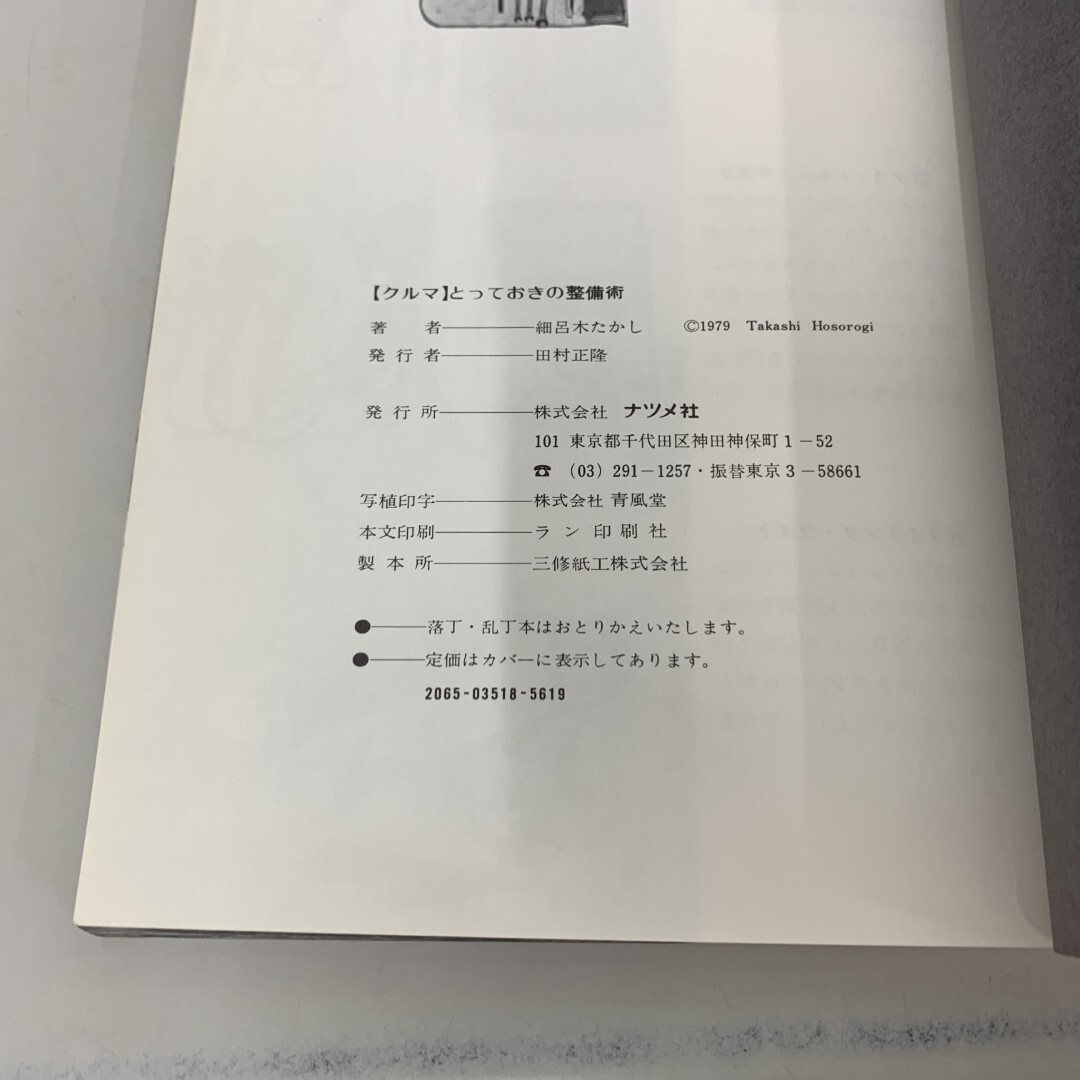 【クルマ】とっておきの整備術
著　者――――細呂木たかし　©1979 Takashi Hosorogi
発行者――――田村正隆
発行所――――株式会社 ナツメ社
101 東京都千代田区神田神保町1－52
☎ (03) 291－1257・振替東京3－58661
写植印字――――株式会社 青風堂
本文印刷――――ラン印刷社
製本所――――三修紙工株式会社
●――落丁・乱丁本はおとりかえいたします。
●――定価はカバーに表示してあります。
2065-03518-5619